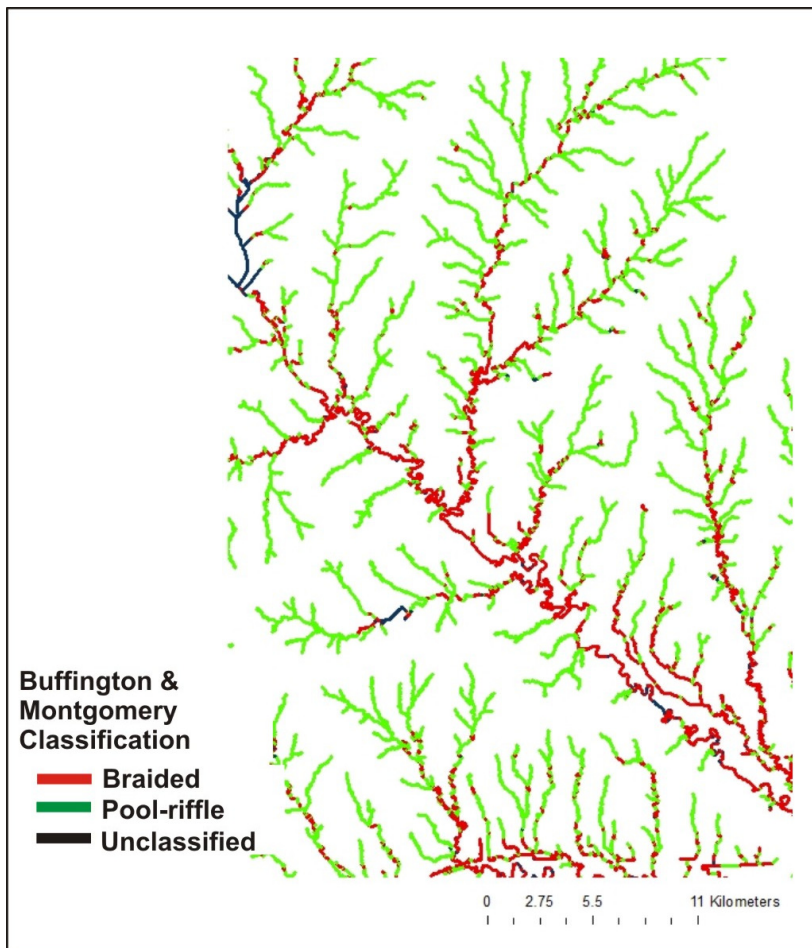 Buffington &
Montgomery
Classification
Braided
Pool-riffle
Unclassified
0 2.75 5.5 11 Kilometers